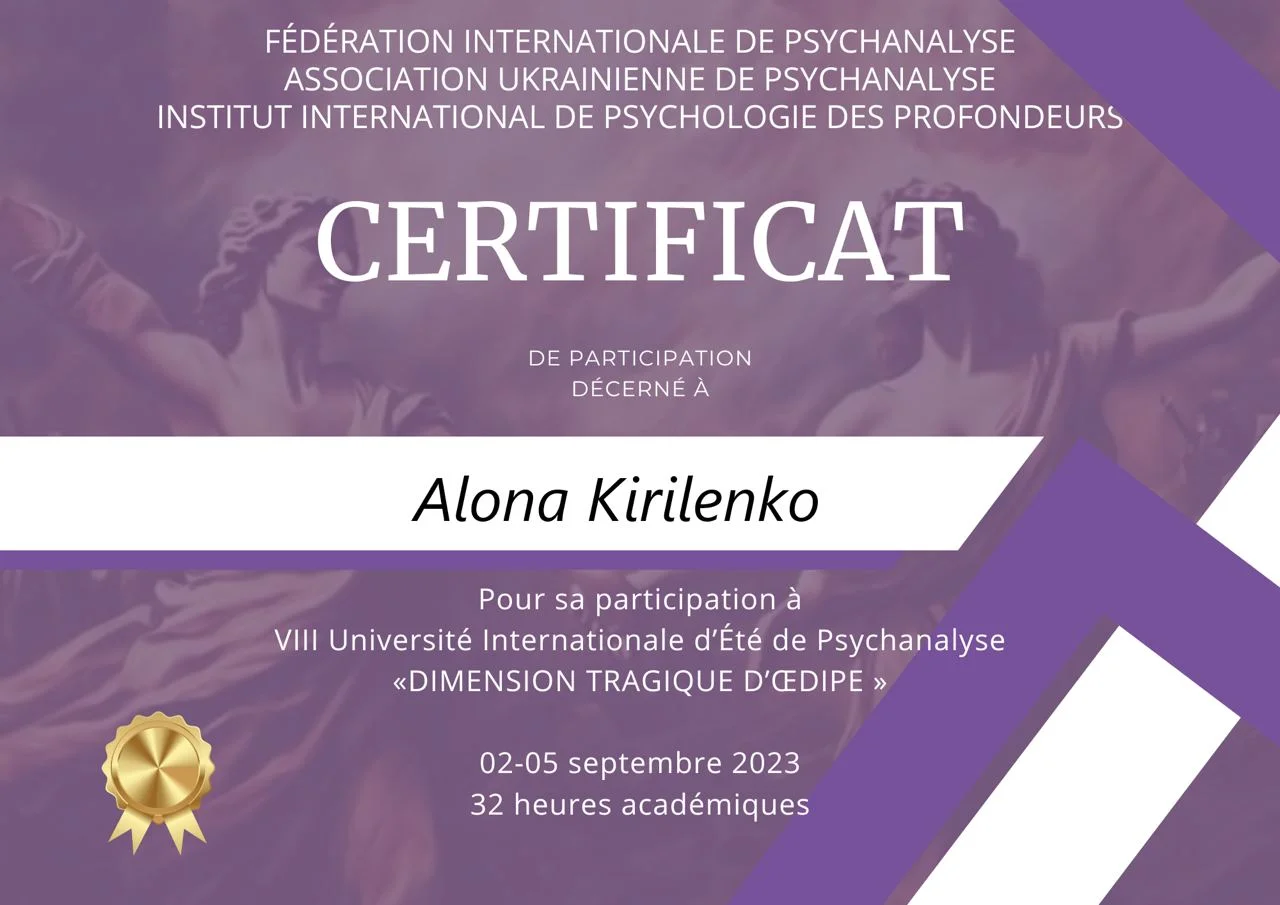 FÉDÉRATION INTERNATIONALE DE PSYCHANALYSE
ASSOCIATION UKRAINIENNE DE PSYCHANALYSE
INSTITUT INTERNATIONAL DE PSYCHOLOGIE DES PROFONDEURS
CERTIFICAT
DE PARTICIPATION
DÉCERNÉ À
Alona Kirilenko
Pour sa participation à
VIII Université Internationale d’Été de Psychanalyse
«DIMENSION TRAGIQUE D’ŒDIPE »
02-05 septembre 2023
32 heures académiques